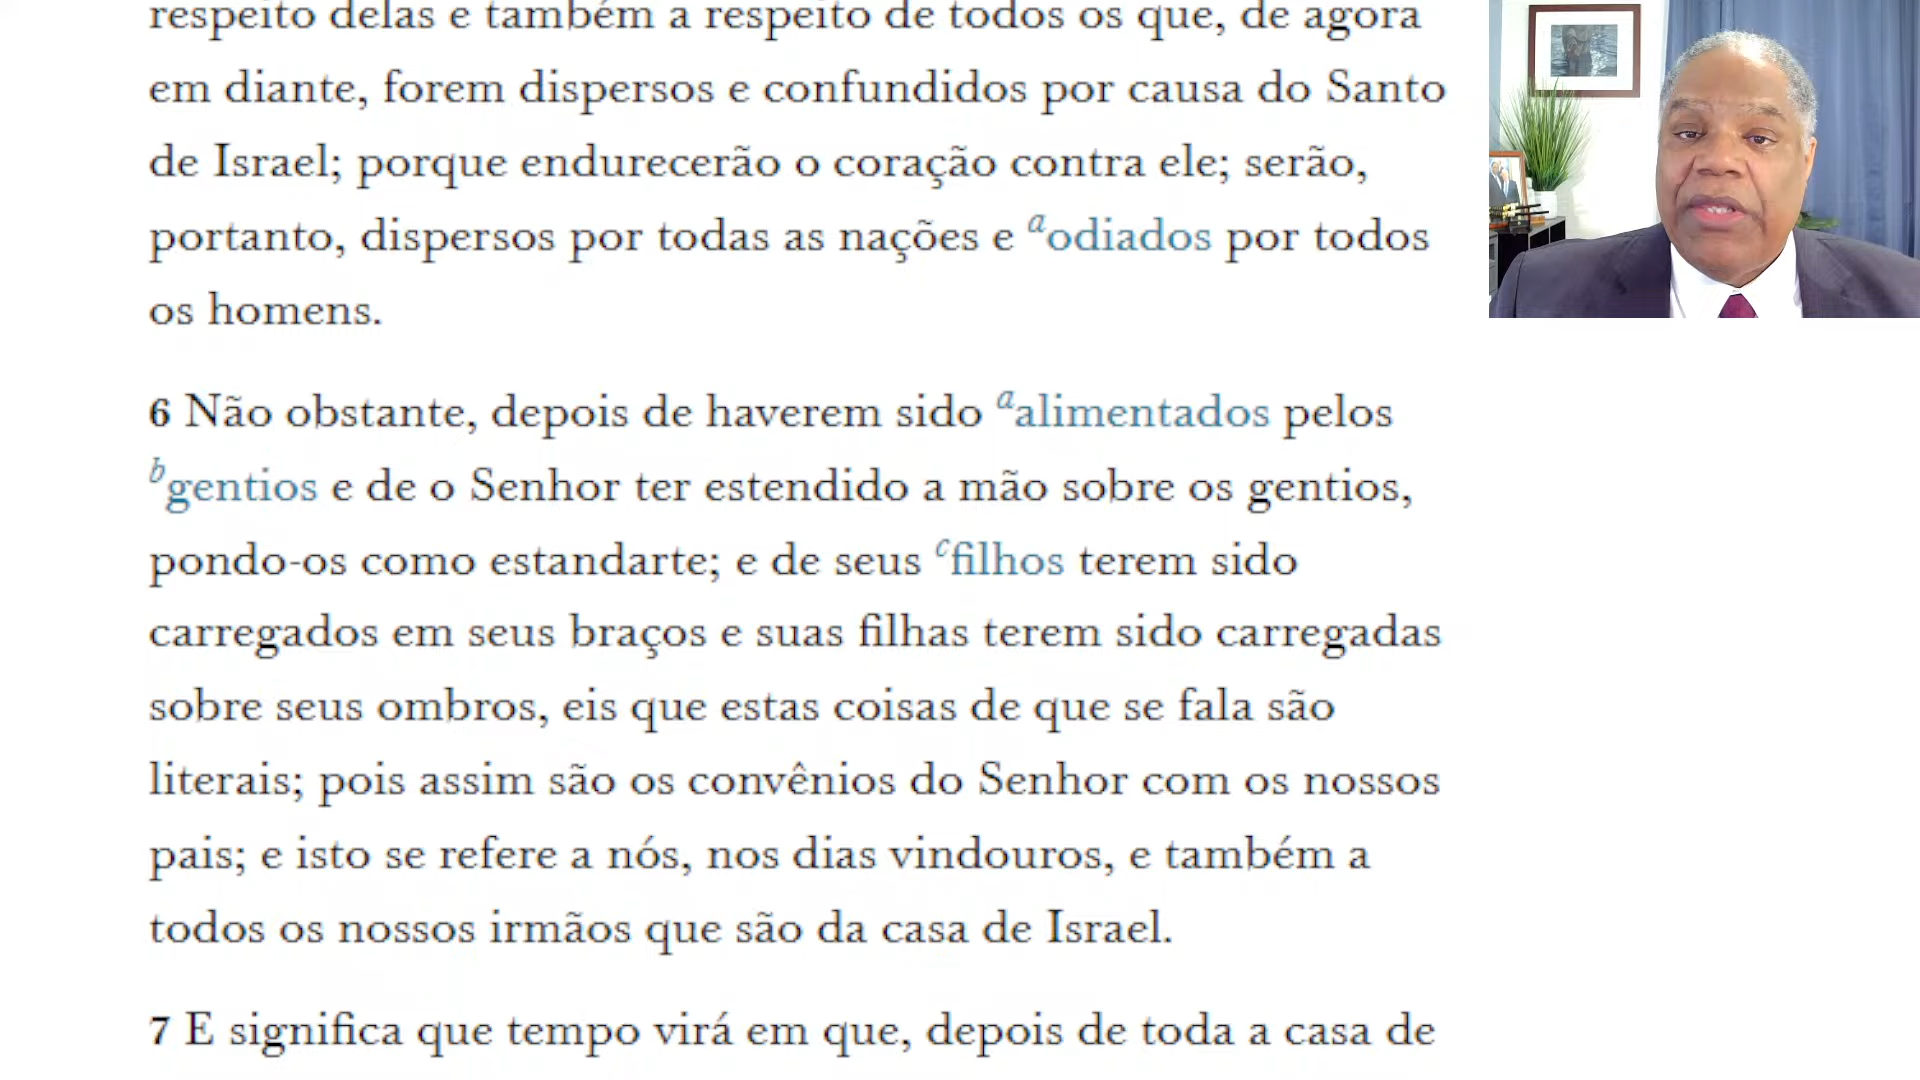 respeito delas e também a respeito de todos os que, de agora
em diante, forem dispersos e confundidos por causa do Santo
de Israel; porque endurecerão o coração contra ele; serão,
portanto, dispersos por todas as nações e aodiados por todos
os homens.
6 Não obstante, depois de haverem sido aalimentados pelos
bgentios e de o Senhor ter estendido a mão sobre os gentios,
pondo-os como estandarte; e de seus cfilhos terem sido
carregados em seus braços e suas filhas terem sido carregadas
sobre seus ombros, eis que estas coisas de que se fala são
literais; pois assim são os convênios do Senhor com os nossos
pais; e isto se refere a nós, nos dias vindouros, e também a
todos os nossos irmãos que são da casa de Israel.
7 E significa que tempo virá em que, depois de toda a casa de